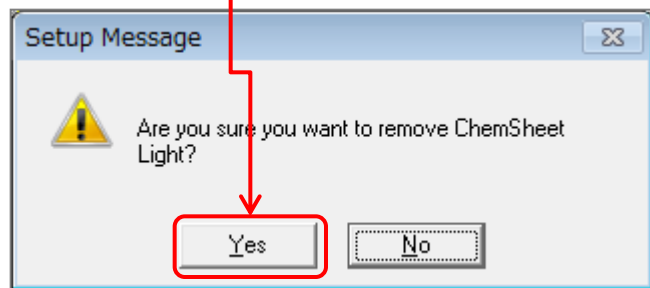 Setup Message
Are you sure you want to remove ChemSheet
Light?
Yes
No